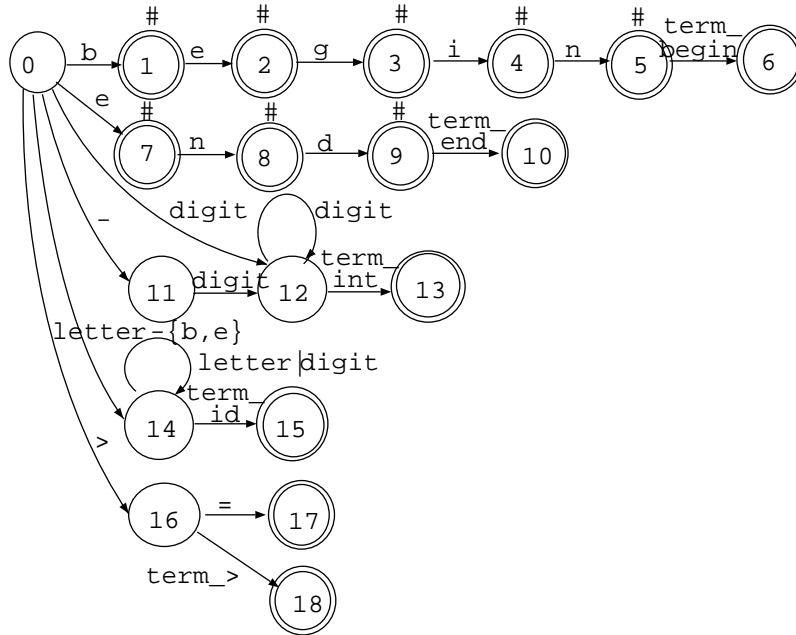 # # # # #
0 b 1 e 2 g 3 i 4 n 5 term_ begin 6
e # # #
7 n 8 d 9 term_ end 10
- digit digit
11 digit 12 term_ int 13
letter-{b,e}
letter|digit
14 term_ id 15
>
16 = 17
term_> 18